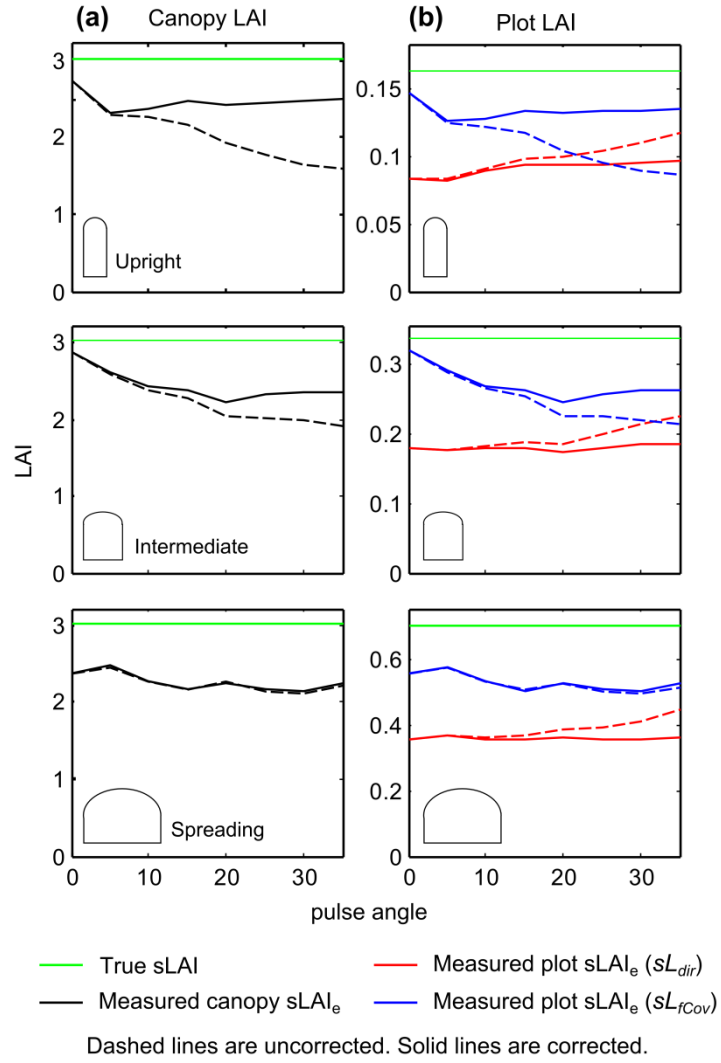 (a) Canopy LAI
(b) Plot LAI
3
2
1
0
Upright
0.15
0.1
0.05
0
LAI
3
2
1
0
Intermediate
0.3
0.2
0.1
0
3
2
1
0
Spreading
0.6
0.4
0.2
0
0 10 20 30
0 10 20 30
pulse angle
True sLAI
Measured canopy sLAIₑ
Measured plot sLAIₑ (sL_dir)
Measured plot sLAIₑ (sL_fCov)
Dashed lines are uncorrected. Solid lines are corrected.